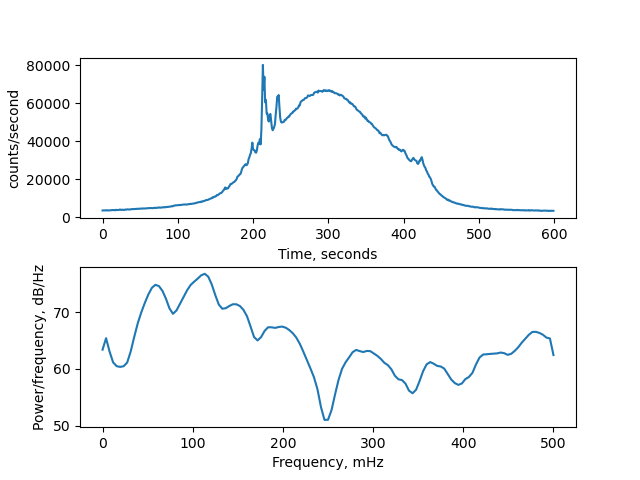 80000
60000
40000
20000
0
counts/second
0 100 200 300 400 500 600
Time, seconds
70
60
50
Power/frequency, dB/Hz
0 100 200 300 400 500
Frequency, mHz